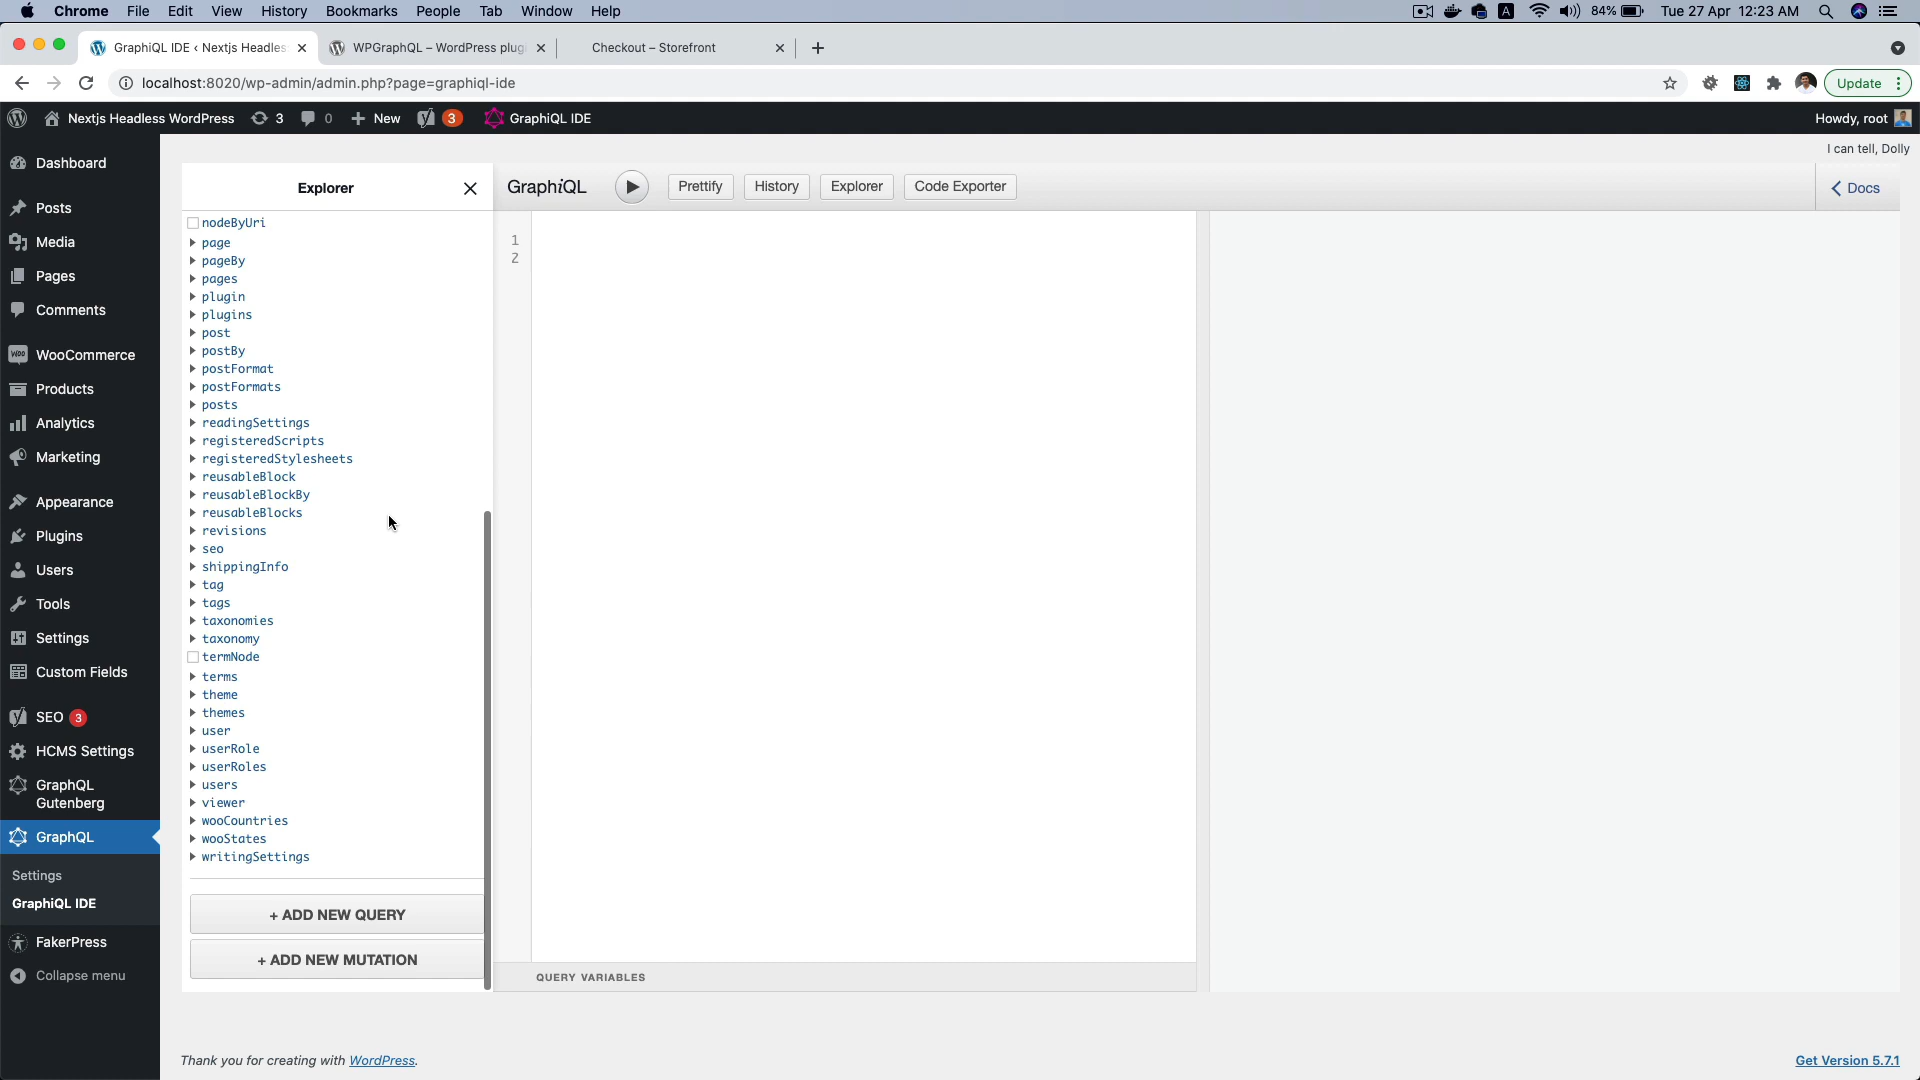 Chrome File Edit View History Bookmarks People Tab Window Help
A 84% Tue 27 Apr 12:23 AM
GraphiQL IDE ‹ Nextjs Headles
WPGraphQL – WordPress plug
Checkout – Storefront
localhost:8020/wp-admin/admin.php?page=graphiql-ide
Update
Nextjs Headless WordPress 3 0 New 3 GraphiQL IDE
Howdy, root
I can tell, Dolly
Dashboard
Posts
Media
Pages
Comments
WooCommerce
Products
Analytics
Marketing
Appearance
Plugins
Users
Tools
Settings
Custom Fields
SEO 3
HCMS Settings
GraphQL
Gutenberg
GraphQL
Settings
GraphiQL IDE
FakerPress
Collapse menu
Explorer
nodeByUri
page
pageBy
pages
plugin
plugins
post
postBy
postFormat
postFormats
posts
readingSettings
registeredScripts
registeredStylesheets
reusableBlock
reusableBlockBy
reusableBlocks
revisions
seo
shippingInfo
tag
tags
taxonomies
taxonomy
termNode
terms
theme
themes
user
userRole
userRoles
users
viewer
wooCountries
wooStates
writingSettings
+ ADD NEW QUERY
+ ADD NEW MUTATION
GraphiQL Prettify History Explorer Code Exporter
Docs
1
2
QUERY VARIABLES
Thank you for creating with WordPress.
Get Version 5.7.1